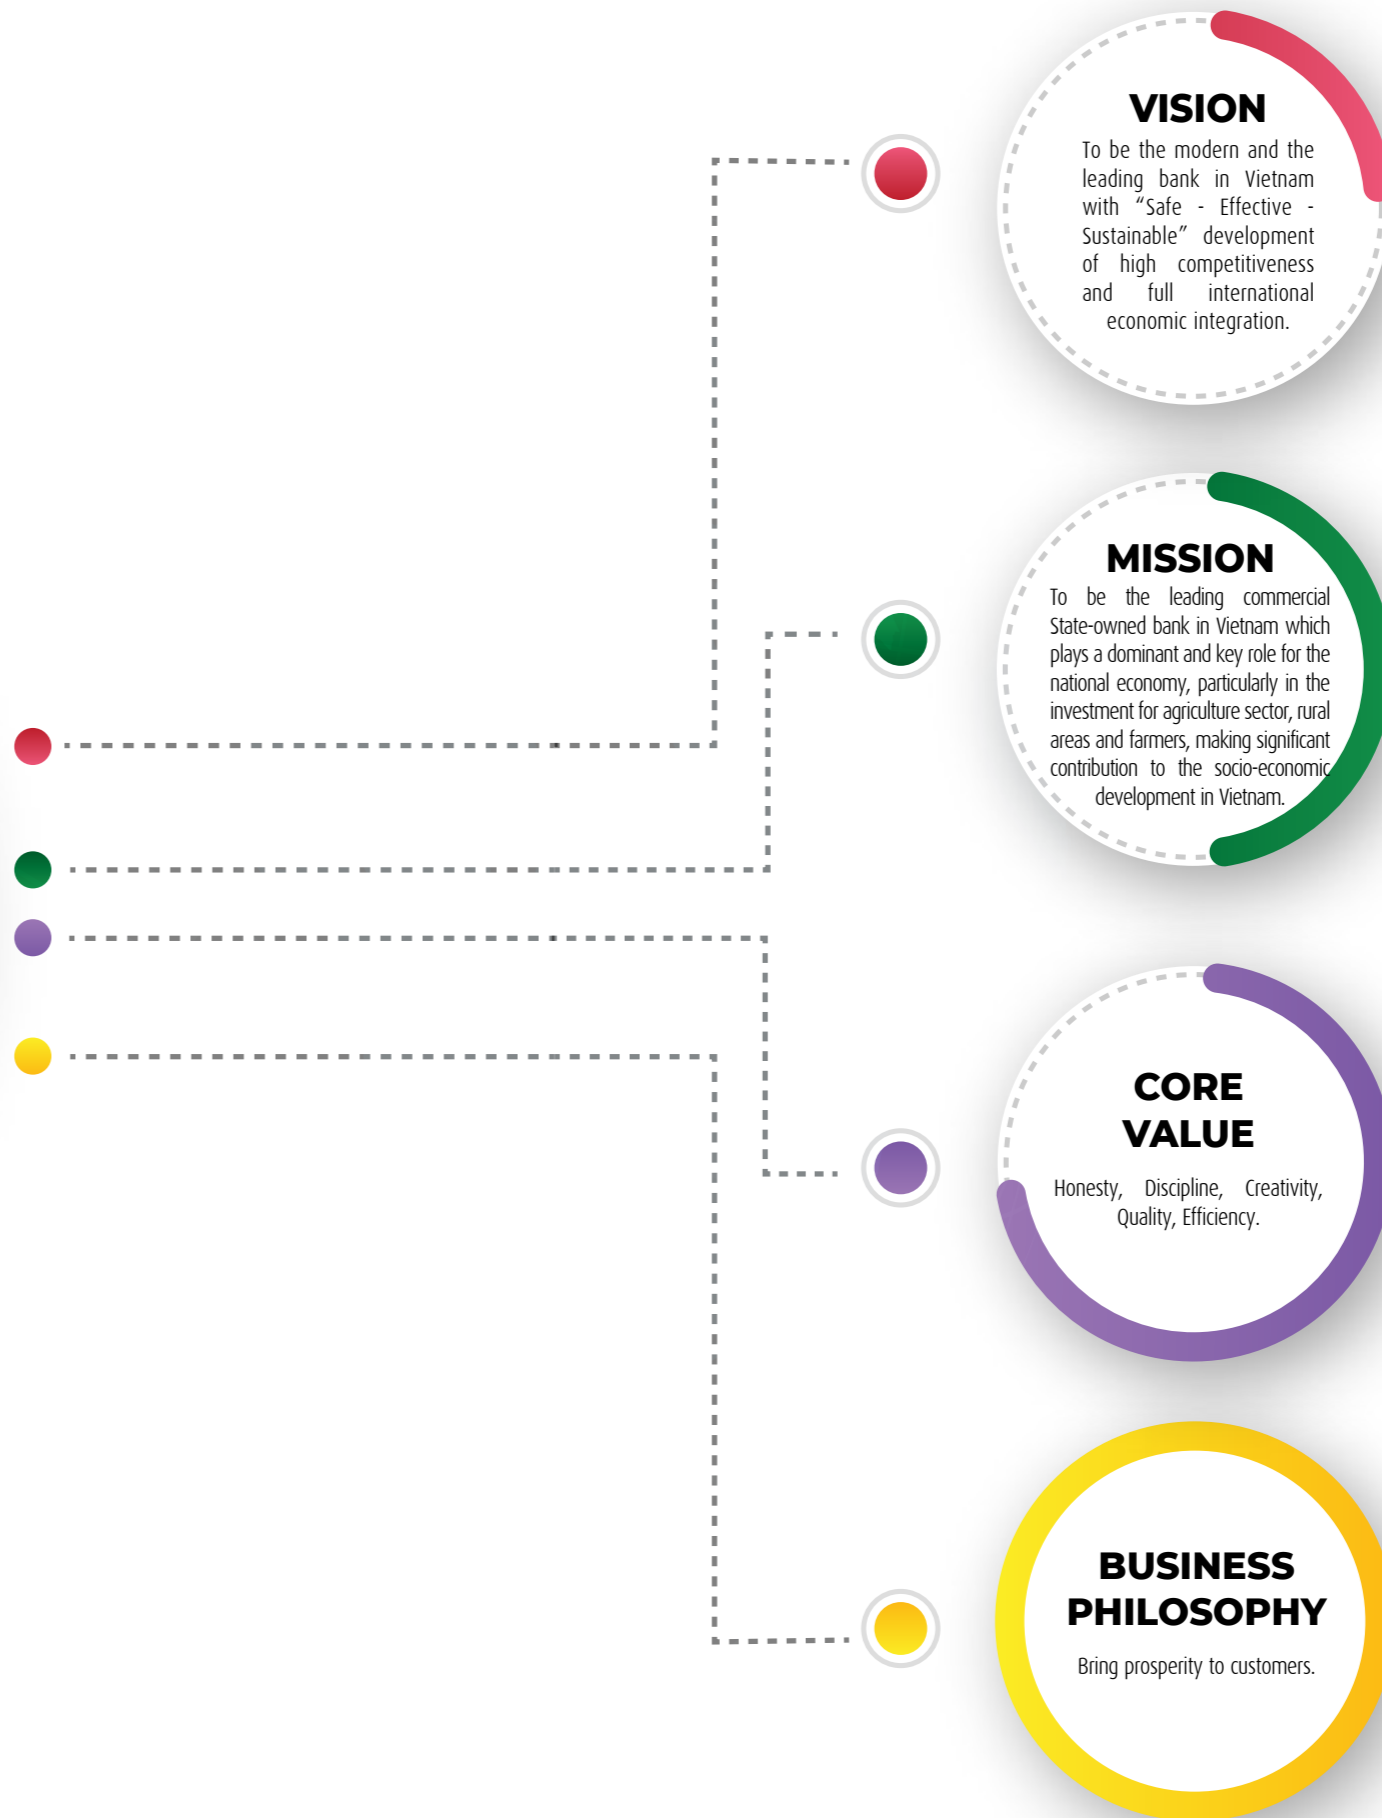 VISION
To be the modern and the
leading bank in Vietnam
with “Safe - Effective -
Sustainable” development
of high competitiveness
and full international
economic integration.
MISSION
To be the leading commercial
State-owned bank in Vietnam which
plays a dominant and key role for the
national economy, particularly in the
investment for agriculture sector, rural
areas and farmers, making significant
contribution to the socio-economic
development in Vietnam.
CORE
VALUE
Honesty, Discipline, Creativity,
Quality, Efficiency.
BUSINESS
PHILOSOPHY
Bring prosperity to customers.